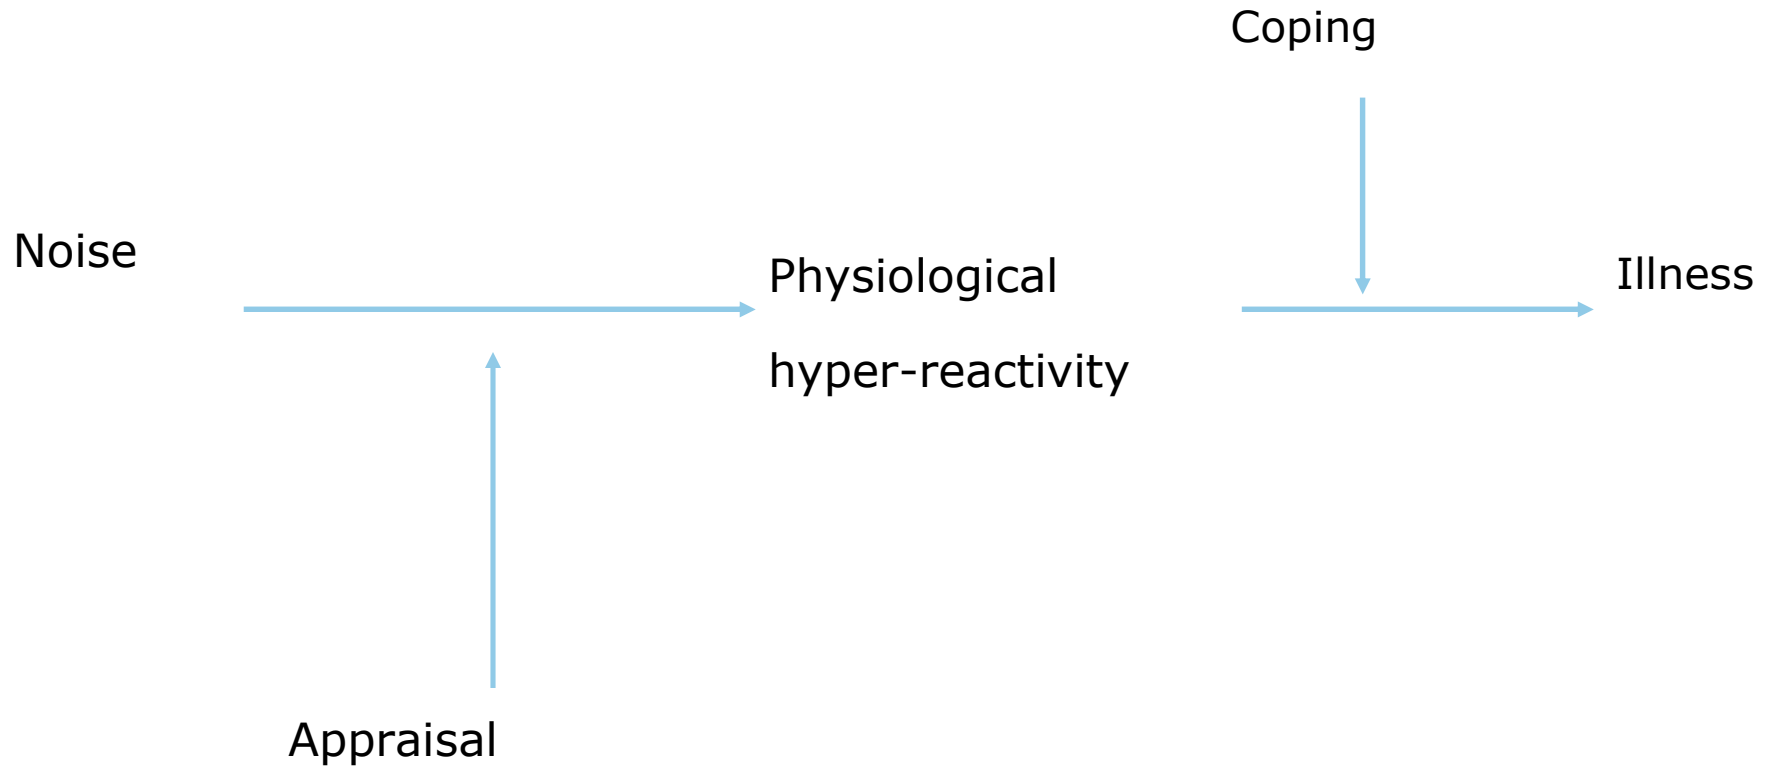 Coping
Noise
Physiological
hyper-reactivity
Illness
Appraisal